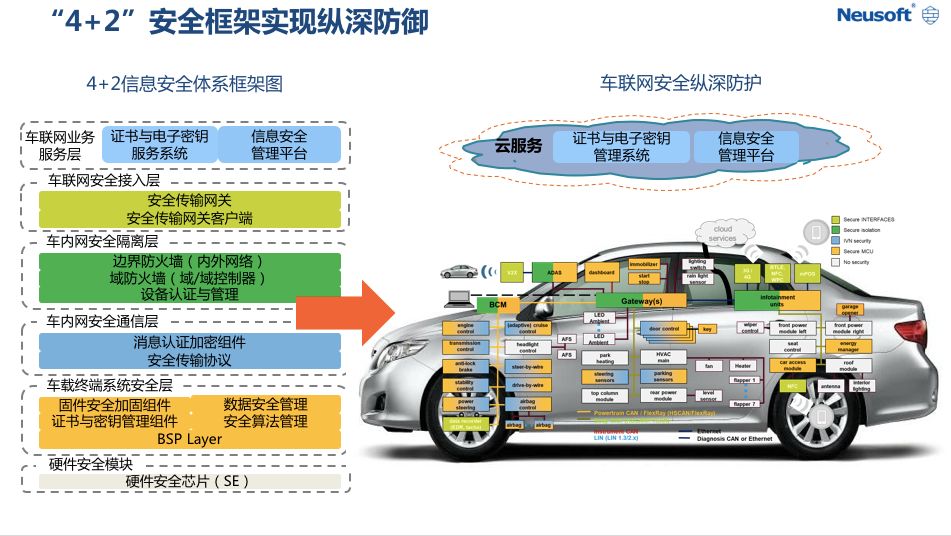 “4+2”安全框架实现纵深防御
Neusoft®
4+2信息安全体系框架图
车联网安全纵深防护
车联网业务
服务层
证书与电子密钥
服务系统
信息安全
管理平台
车联网安全接入层
安全传输网关
安全传输网关客户端
车内网安全隔离层
边界防火墙（内外网络）
域防火墙（域/域控制器）
设备认证与管理
车内网安全通信层
消息认证加密组件
安全传输协议
车载终端系统安全层
固件安全加固组件
数据安全管理
证书与密钥管理组件
安全算法管理
BSP Layer
硬件安全模块
硬件安全芯片（SE）
云服务
证书与电子密钥
管理系统
信息安全
管理平台
cloud
services
Secure INTERFACES
Secure isolation
IVN security
Secure MCU
No security
V2X
ADAS
dashboard
immobilizer
start
stop
lighting
switch
rain light
sensor
3G /
4G
BTLE,
NFC,
WPC
mPOS
BCM
Gateway(s)
infotainment
units
garage
opener
engine
control
(adaptive) cruise
control
LED
Ambient
LED
Ambient
door control
key
wiper
control
front power
module left
front power
module right
transmission
control
headlight
control
AFS
AFS
seat
control
energy
manager
anti-lock
brake
steer-by-wire
park
heating
HVAC
main
fan
Heater
car access
module
roof
module
stability
control
drive-by-wire
steering
sensors
parking
sensors
flapper 1
NFC
antenna
interior
lighting
power
steering
airbag
control
top column
module
rear power
module
level
sensor
flapper 7
airbag
airbag
Powertrain CAN / FlexRay (HSCAN/FlexRay)
Instrument CAN
Ethernet
LIN (LIN 1.3/2.x)
Diagnosis CAN or Ethernet